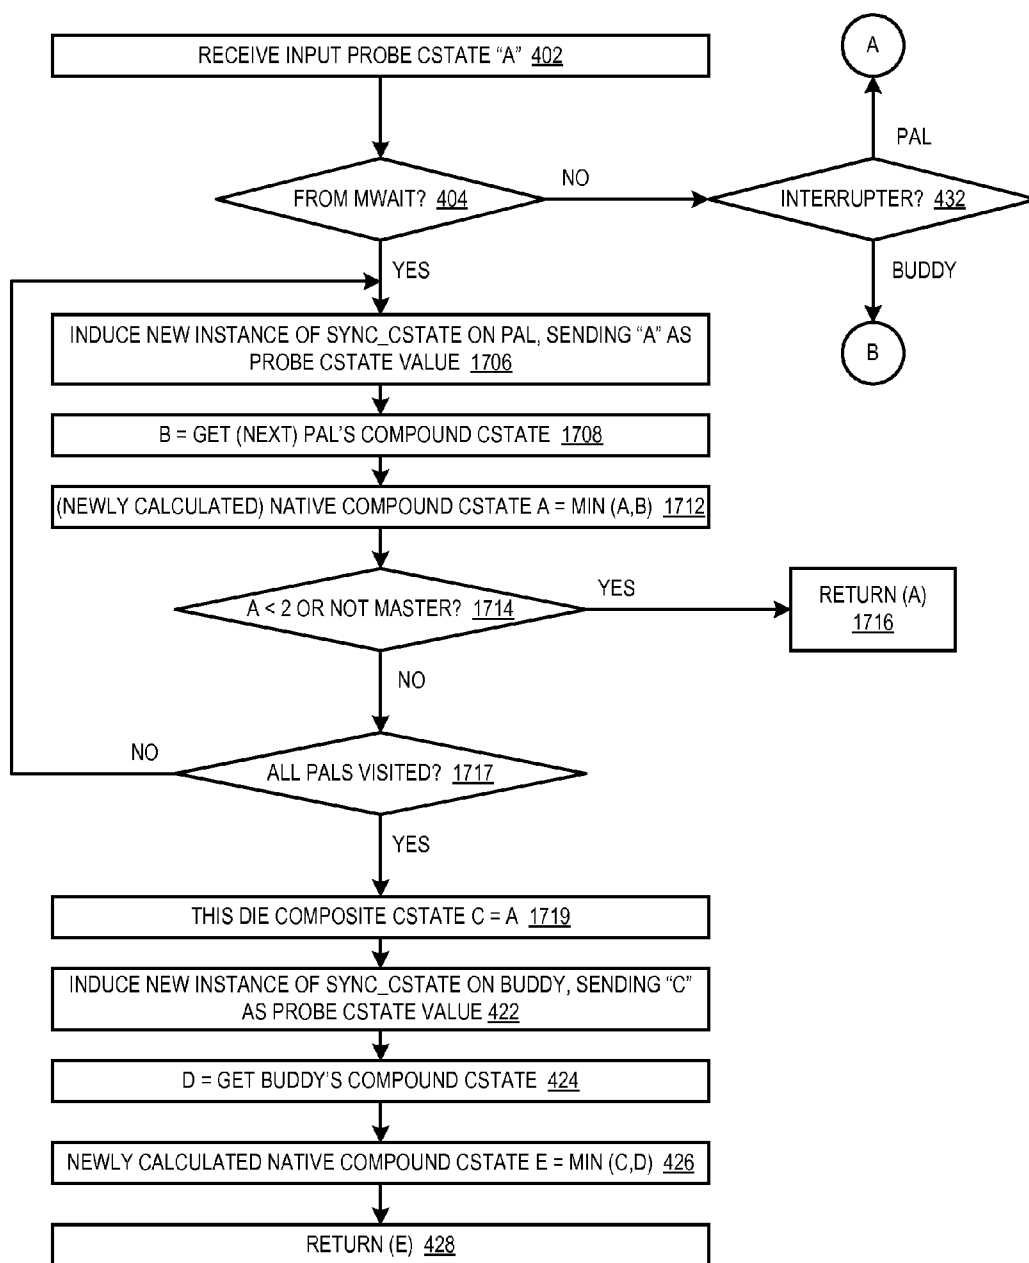 RECEIVE INPUT PROBE CSTATE “A” 402
A
PAL
FROM MWAIT? 404
NO
INTERRUPTER? 432
YES
BUDDY
B
INDUCE NEW INSTANCE OF SYNC_CSTATE ON PAL, SENDING “A” AS
PROBE CSTATE VALUE 1706
B = GET (NEXT) PAL’S COMPOUND CSTATE 1708
(NEWLY CALCULATED) NATIVE COMPOUND CSTATE A = MIN (A,B) 1712
A < 2 OR NOT MASTER? 1714
YES
RETURN (A)
1716
NO
NO
ALL PALS VISITED? 1717
YES
THIS DIE COMPOSITE CSTATE C = A 1719
INDUCE NEW INSTANCE OF SYNC_CSTATE ON BUDDY, SENDING “C”
AS PROBE CSTATE VALUE 422
D = GET BUDDY’S COMPOUND CSTATE 424
NEWLY CALCULATED NATIVE COMPOUND CSTATE E = MIN (C,D) 426
RETURN (E) 428